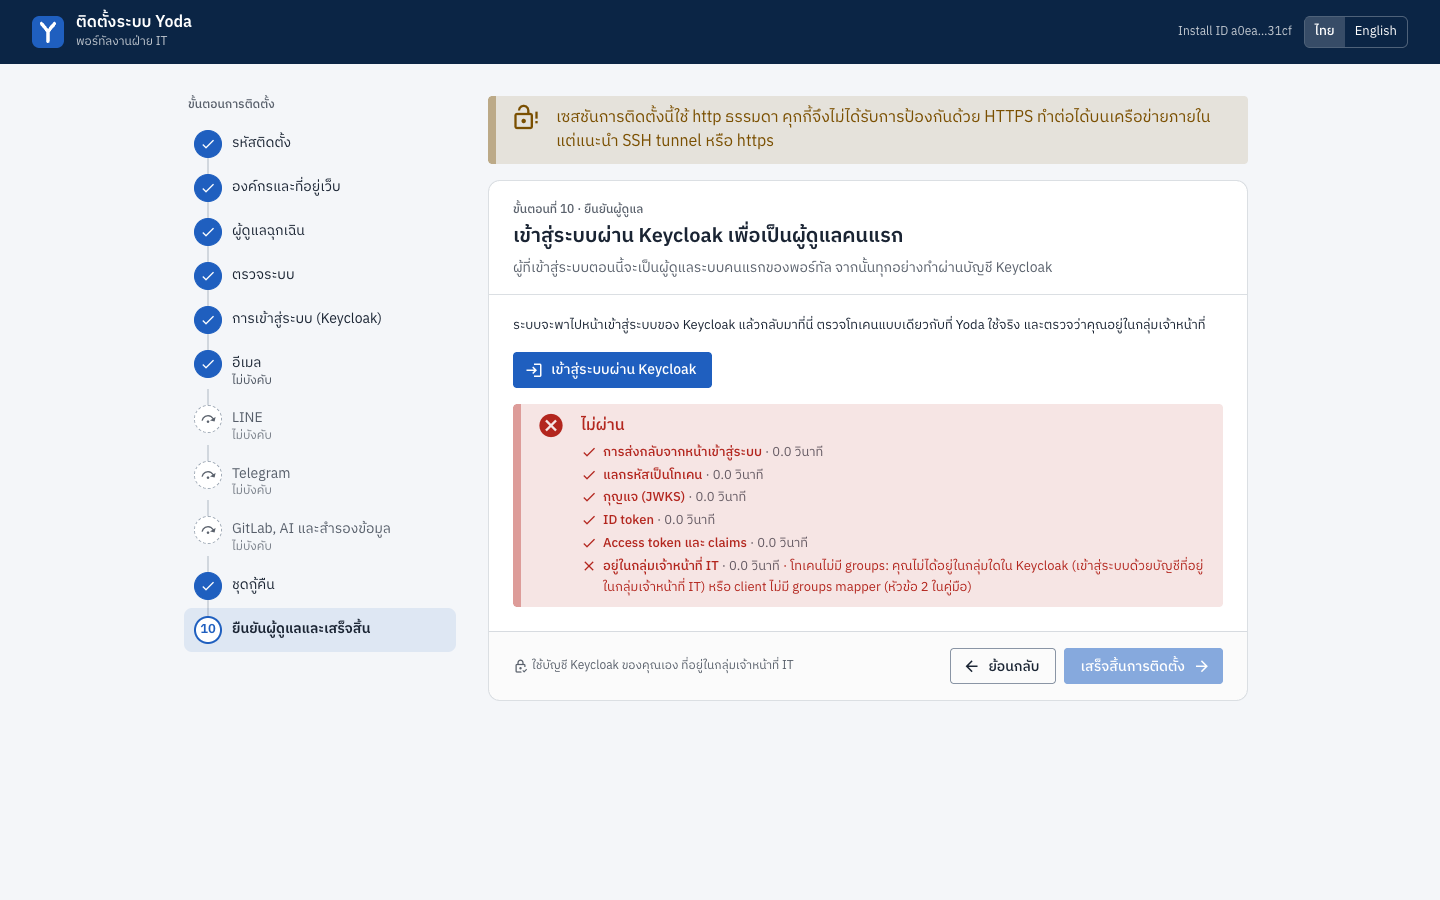 Y
ติดตั้งระบบ Yoda
พอร์ทัลงานฝ่าย IT
Install ID a0ea…31cf
ไทย
English
ขั้นตอนการติดตั้ง
รหัสติดตั้ง
องค์กรและที่อยู่เว็บ
ผู้ดูแลฉุกเฉิน
ตรวจระบบ
การเข้าสู่ระบบ (Keycloak)
อีเมล
ไม่บังคับ
LINE
ไม่บังคับ
Telegram
ไม่บังคับ
GitLab, AI และสำรองข้อมูล
ไม่บังคับ
ชุดกู้คืน
10 ยืนยันผู้ดูแลและเสร็จสิ้น
เซสชันการติดตั้งนี้ใช้ http ธรรมดา คุกกี้จึงไม่ได้รับการป้องกันด้วย HTTPS ทำต่อได้บนเครือข่ายภายใน
แต่แนะนำ SSH tunnel หรือ https
ขั้นตอนที่ 10 · ยืนยันผู้ดูแล
เข้าสู่ระบบผ่าน Keycloak เพื่อเป็นผู้ดูแลคนแรก
ผู้ที่เข้าสู่ระบบตอนนี้จะเป็นผู้ดูแลระบบคนแรกของพอร์ทัล จากนั้นทุกอย่างทำผ่านบัญชี Keycloak
ระบบจะพาไปหน้าเข้าสู่ระบบของ Keycloak แล้วกลับมาที่นี่ ตรวจโทเคนแบบเดียวกับที่ Yoda ใช้จริง และตรวจว่าคุณอยู่ในกลุ่มเจ้าหน้าที่
เข้าสู่ระบบผ่าน Keycloak
ไม่ผ่าน
การส่งกลับจากหน้าเข้าสู่ระบบ · 0.0 วินาที
แลกรหัสเป็นโทเคน · 0.0 วินาที
กุญแจ (JWKS) · 0.0 วินาที
ID token · 0.0 วินาที
Access token และ claims · 0.0 วินาที
อยู่ในกลุ่มเจ้าหน้าที่ IT · 0.0 วินาที · โทเคนไม่มี groups: คุณไม่ได้อยู่ในกลุ่มใดใน Keycloak (เข้าสู่ระบบด้วยบัญชีที่อยู่
ในกลุ่มเจ้าหน้าที่ IT) หรือ client ไม่มี groups mapper (หัวข้อ 2 ในคู่มือ)
ใช้บัญชี Keycloak ของคุณเอง ที่อยู่ในกลุ่มเจ้าหน้าที่ IT
ย้อนกลับ
เสร็จสิ้นการติดตั้ง